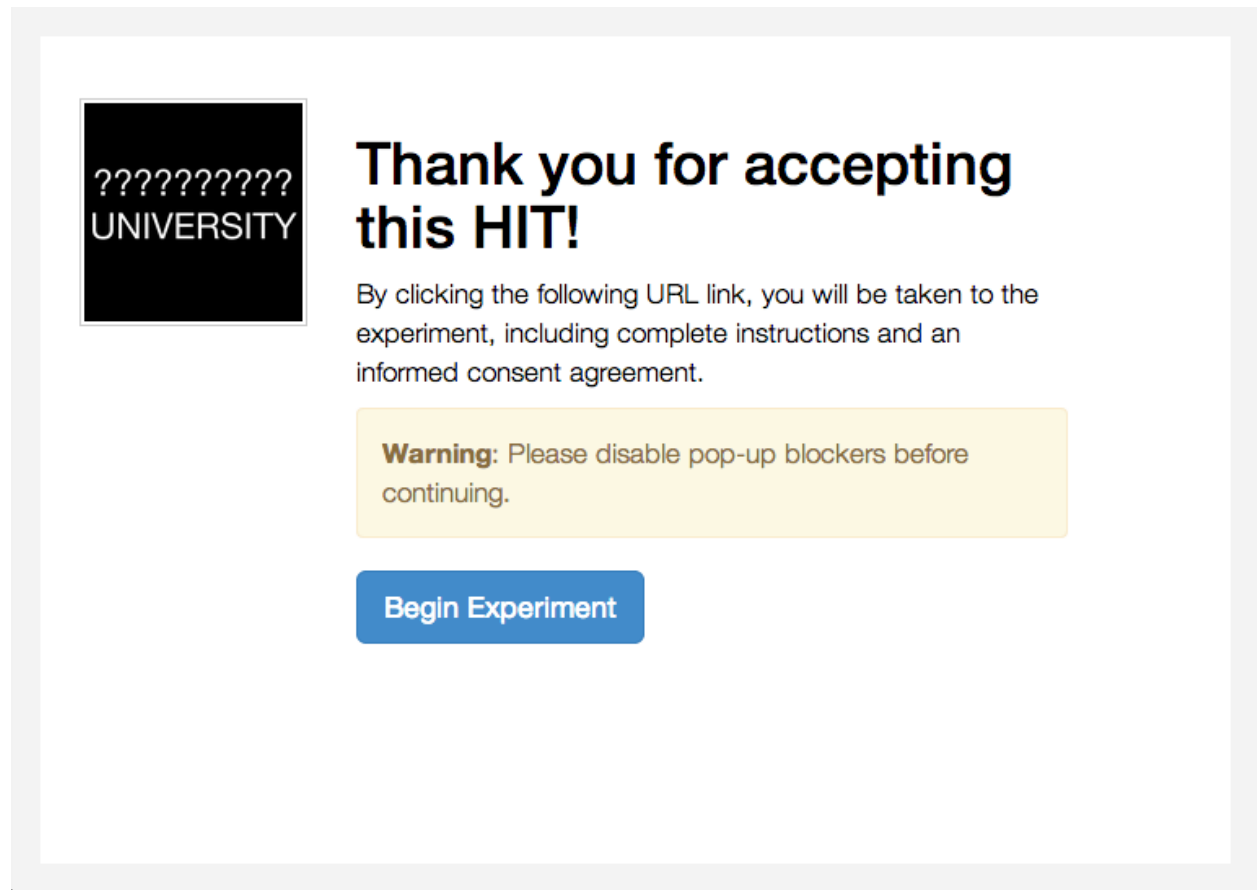 ??????????
UNIVERSITY
Thank you for accepting
this HIT!
By clicking the following URL link, you will be taken to the
experiment, including complete instructions and an
informed consent agreement.
Warning: Please disable pop-up blockers before
continuing.
Begin Experiment